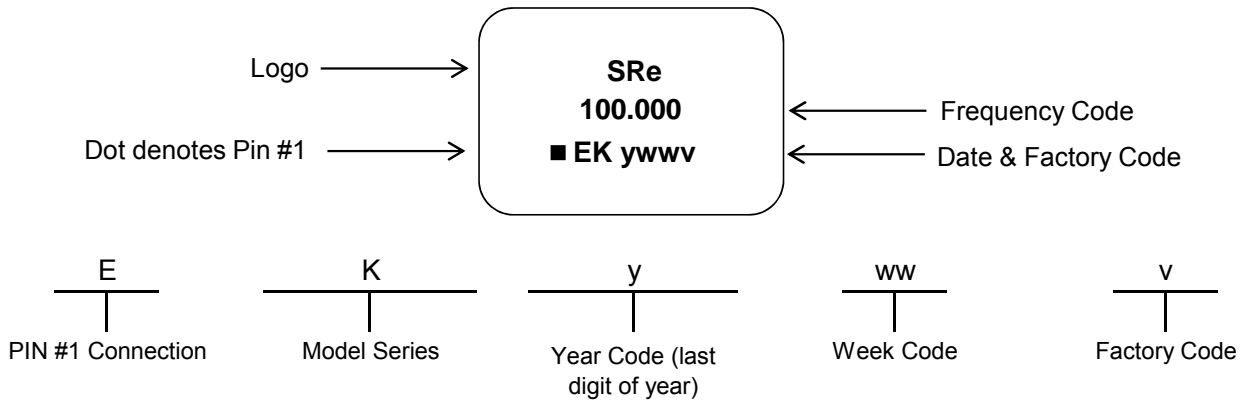 Logo
SRe
100.000
Frequency Code
Dot denotes Pin #1
■ EK ywwv
Date & Factory Code
E
K
y
ww
v
PIN #1 Connection
Model Series
Year Code (last
digit of year)
Week Code
Factory Code